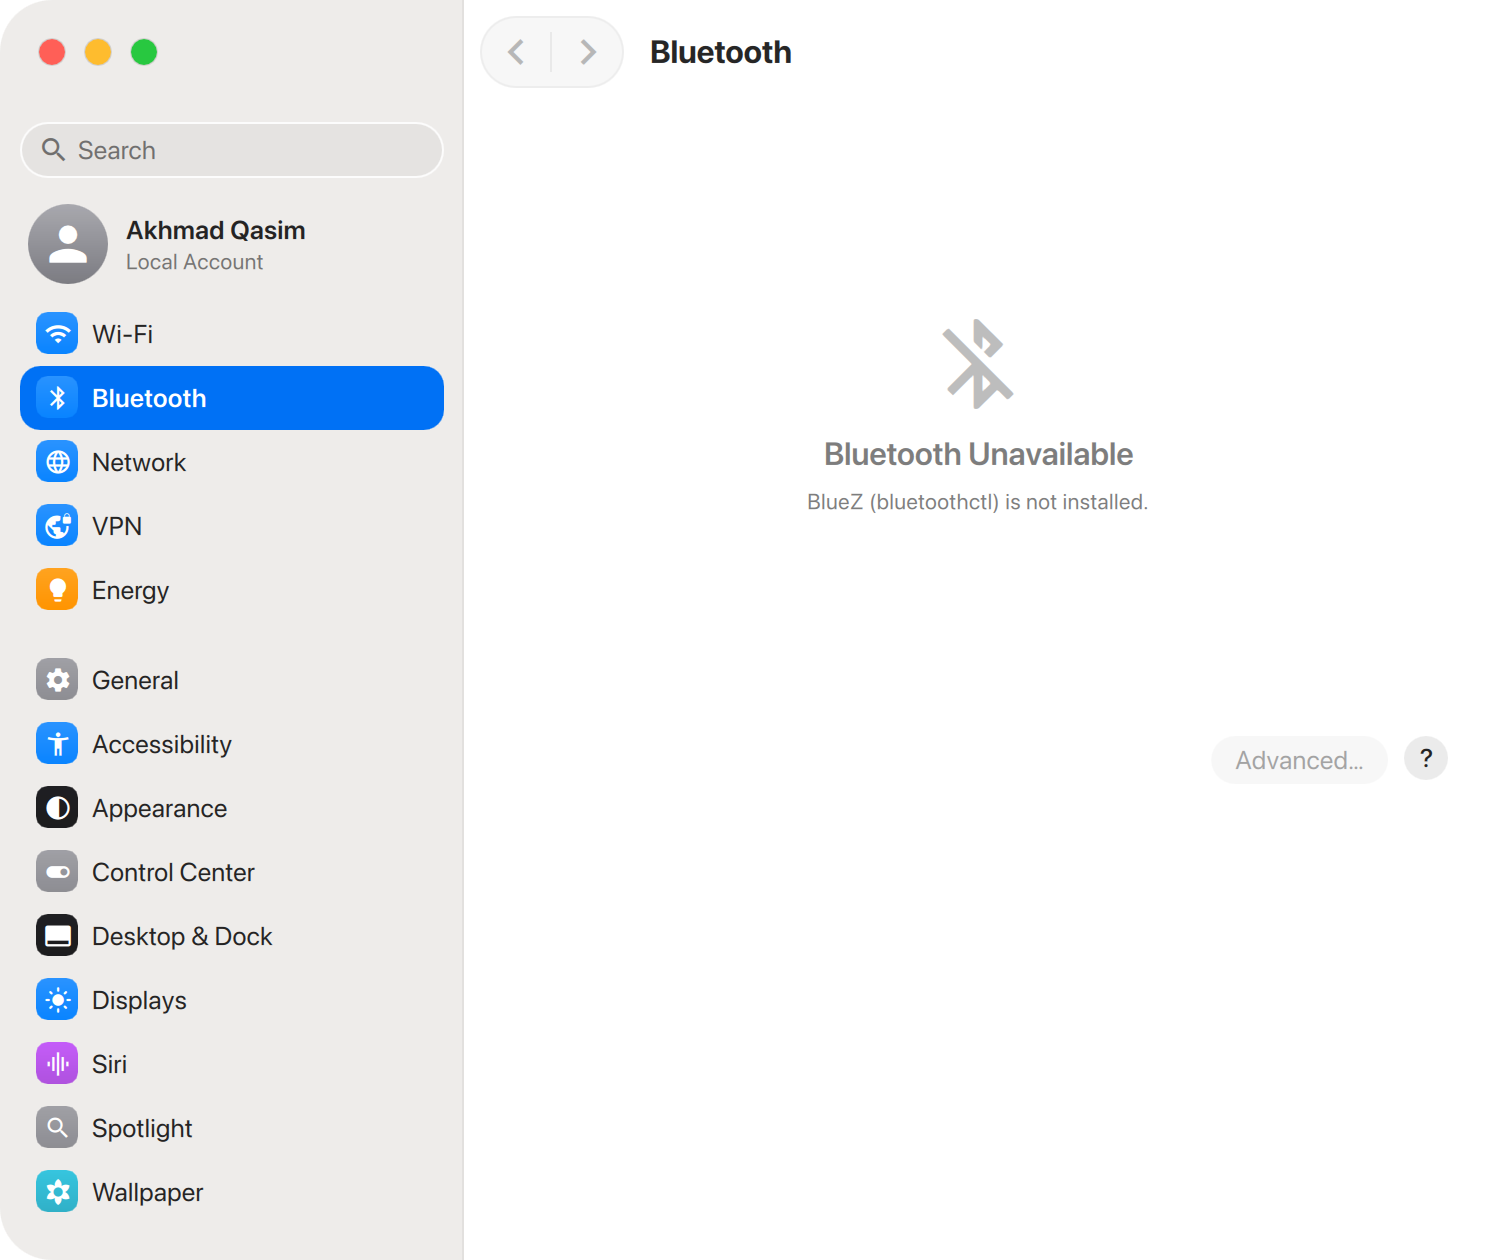 Bluetooth
Search
Akhmad Qasim
Local Account
Wi-Fi
Bluetooth
Network
VPN
Energy
General
Accessibility
Appearance
Control Center
Desktop & Dock
Displays
Siri
Spotlight
Wallpaper
Bluetooth Unavailable
BlueZ (bluetoothctl) is not installed.
Advanced...
?